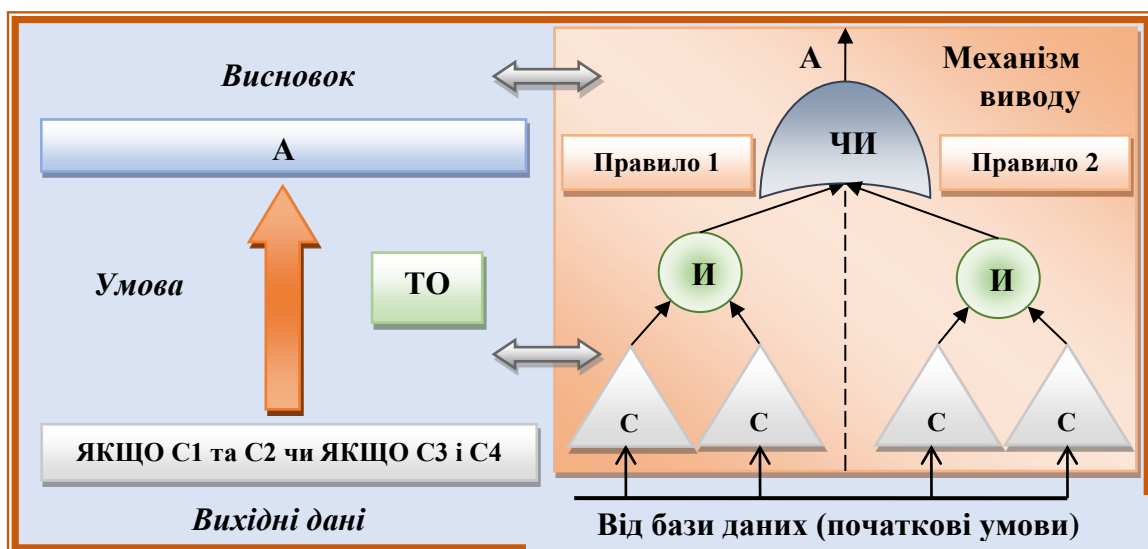 Висновок
А
Умова
ТО
ЯКЩО С1 та С2 чи ЯКЩО С3 і С4
Вихідні дані
А
Механізм
виводу
ЧИ
Правило 1
Правило 2
И
И
С
С
С
С
Від бази даних (початкові умови)